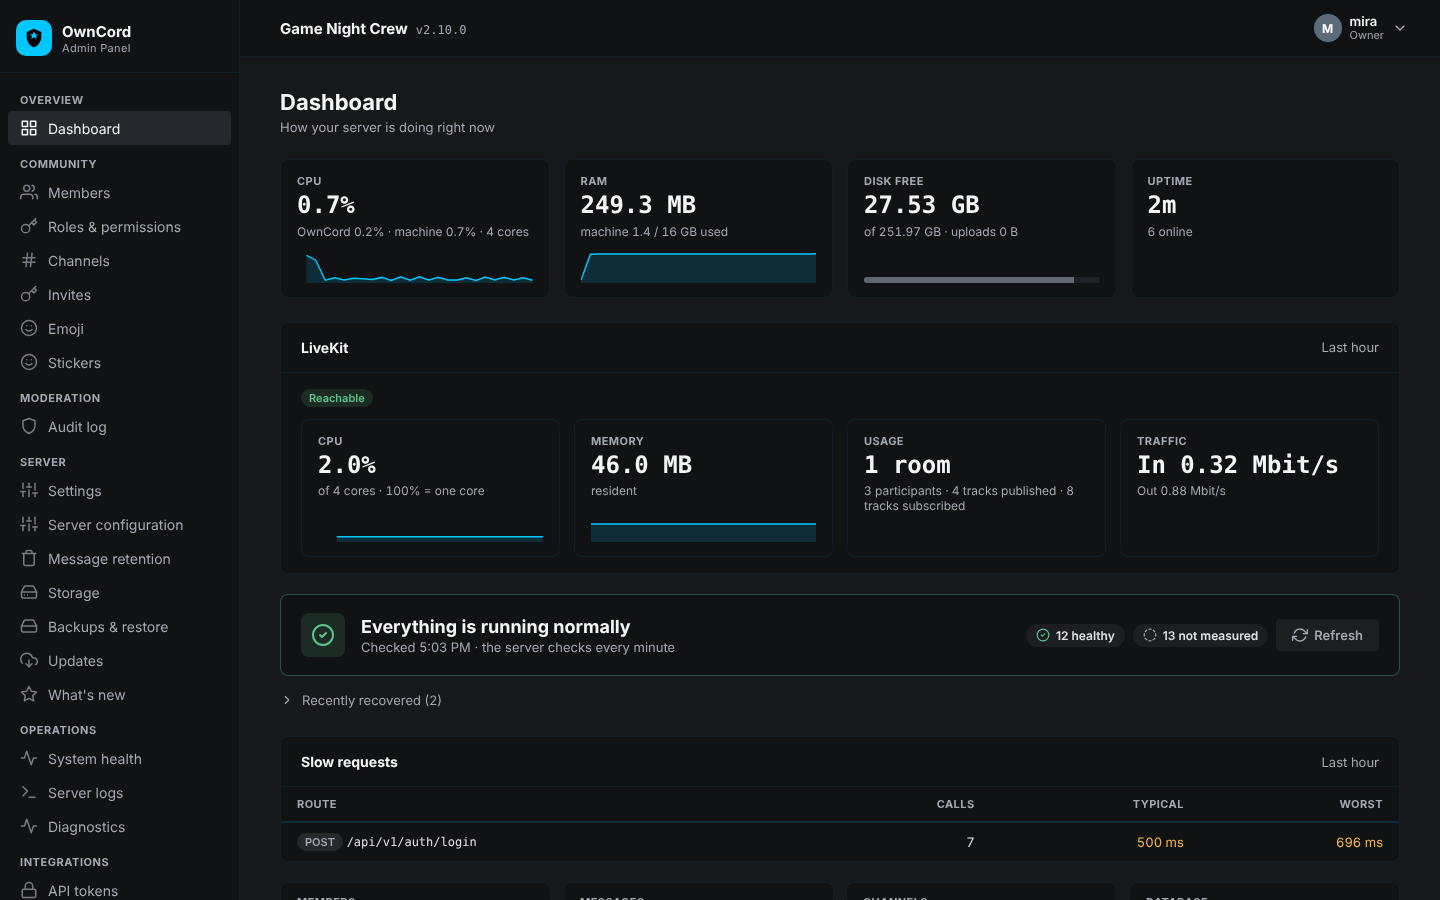 OwnCord
Admin Panel
OVERVIEW
Dashboard
COMMUNITY
Members
Roles & permissions
Channels
Invites
Emoji
Stickers
MODERATION
Audit log
SERVER
Settings
Server configuration
Message retention
Storage
Backups & restore
Updates
What's new
OPERATIONS
System health
Server logs
Diagnostics
INTEGRATIONS
API tokens
Game Night Crew v2.10.0
M
mira
Owner
Dashboard
How your server is doing right now
CPU
0.7%
OwnCord 0.2% · machine 0.7% · 4 cores
RAM
249.3 MB
machine 1.4 / 16 GB used
DISK FREE
27.53 GB
of 251.97 GB · uploads 0 B
UPTIME
2m
6 online
LiveKit
Last hour
Reachable
CPU
2.0%
of 4 cores · 100% = one core
MEMORY
46.0 MB
resident
USAGE
1 room
3 participants · 4 tracks published · 8
tracks subscribed
TRAFFIC
In 0.32 Mbit/s
Out 0.88 Mbit/s
Everything is running normally
Checked 5:03 PM · the server checks every minute
12 healthy
13 not measured
Refresh
Recently recovered (2)
Slow requests
Last hour
ROUTE CALLS TYPICAL WORST
POST /api/v1/auth/login 7 500 ms 696 ms
MEMBERS MESSAGES CHANNELS DATABASE